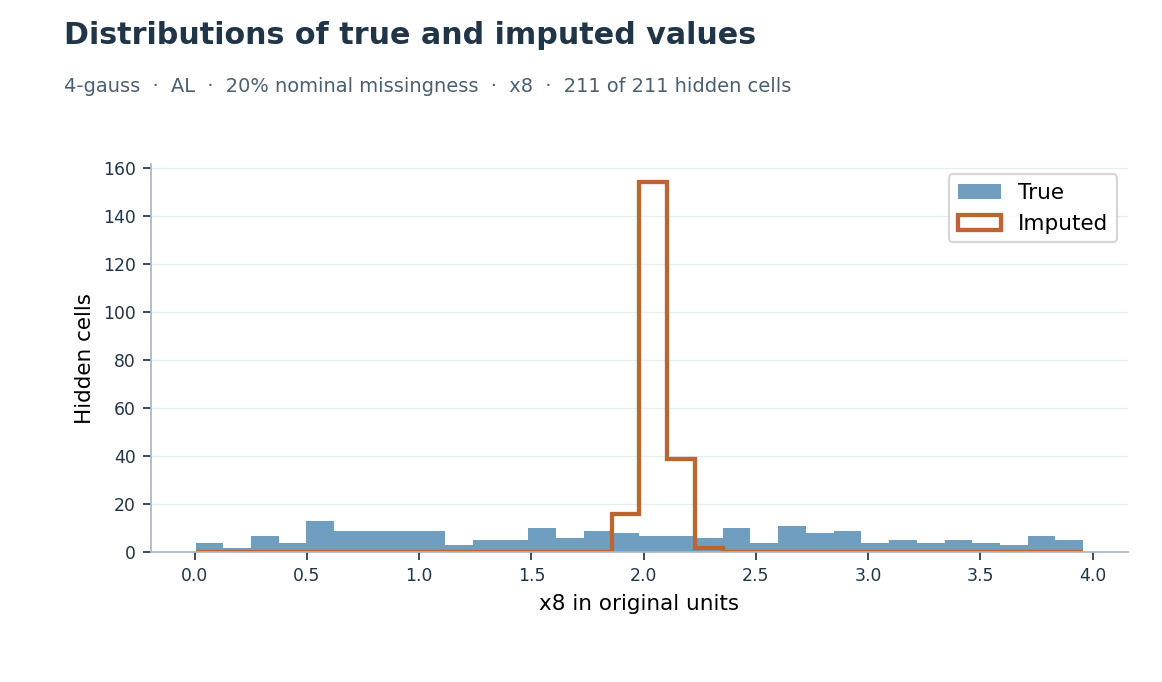 Distributions of true and imputed values
4-gauss · AL · 20% nominal missingness · x8 · 211 of 211 hidden cells
160
140
120
100
80
60
40
20
0
Hidden cells
True
Imputed
0.0 0.5 1.0 1.5 2.0 2.5 3.0 3.5 4.0
x8 in original units